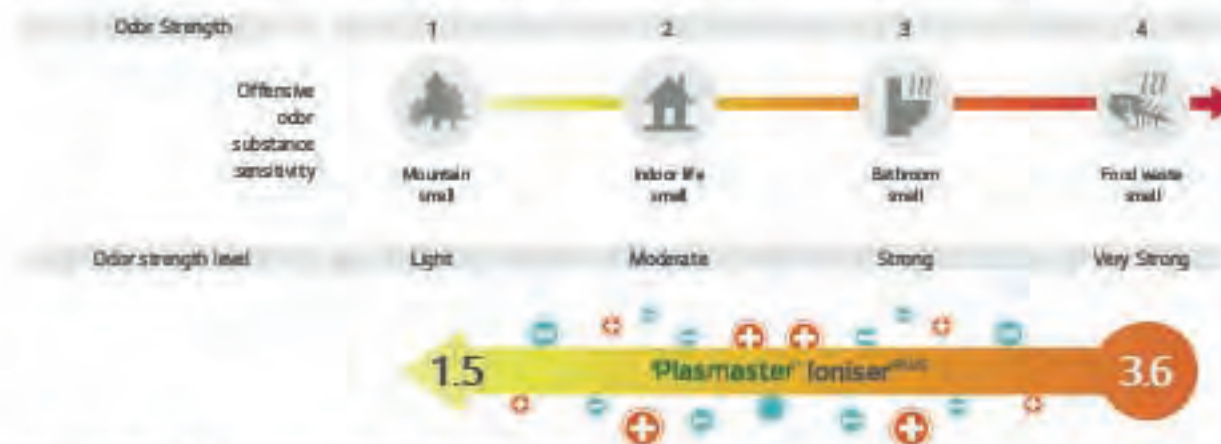 Odor Strength 1 2 3 4
Offensive
odor
substance
sensitivity
Mountain
smell
Indoor life
smell
Bathroom
smell
Food waste
smell
Odor strength level Light Moderate Strong Very Strong
1.5 'Plasmaster' Ioniser PLUS 3.6